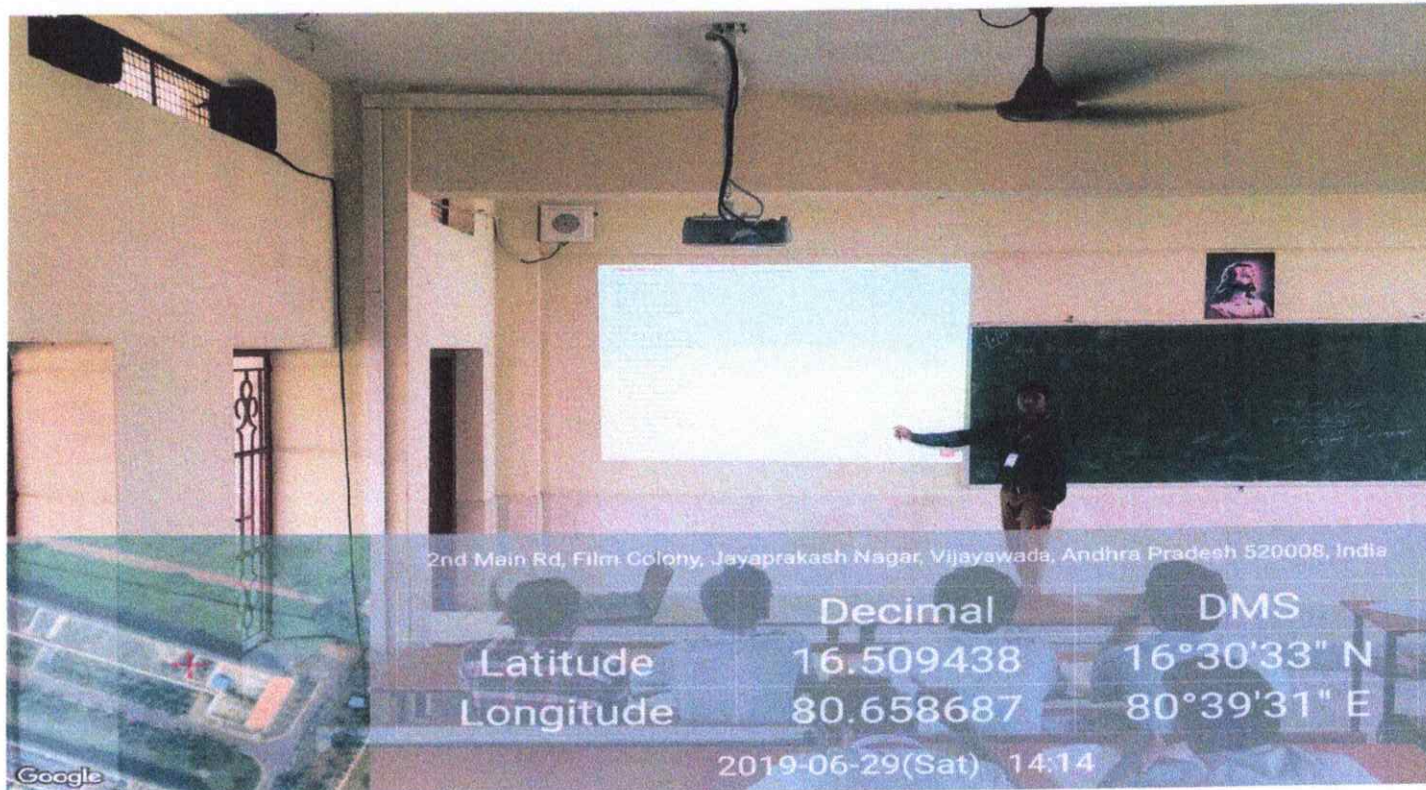 2nd Main Rd, Film Colony, Jayaprakash Nagar, Vijayawada, Andhra Pradesh 520008, India
Decimal DMS
Latitude 16.509438 16°30'33" N
Longitude 80.658687 80°39'31" E
2019-06-29(Sat) 14:14
Google